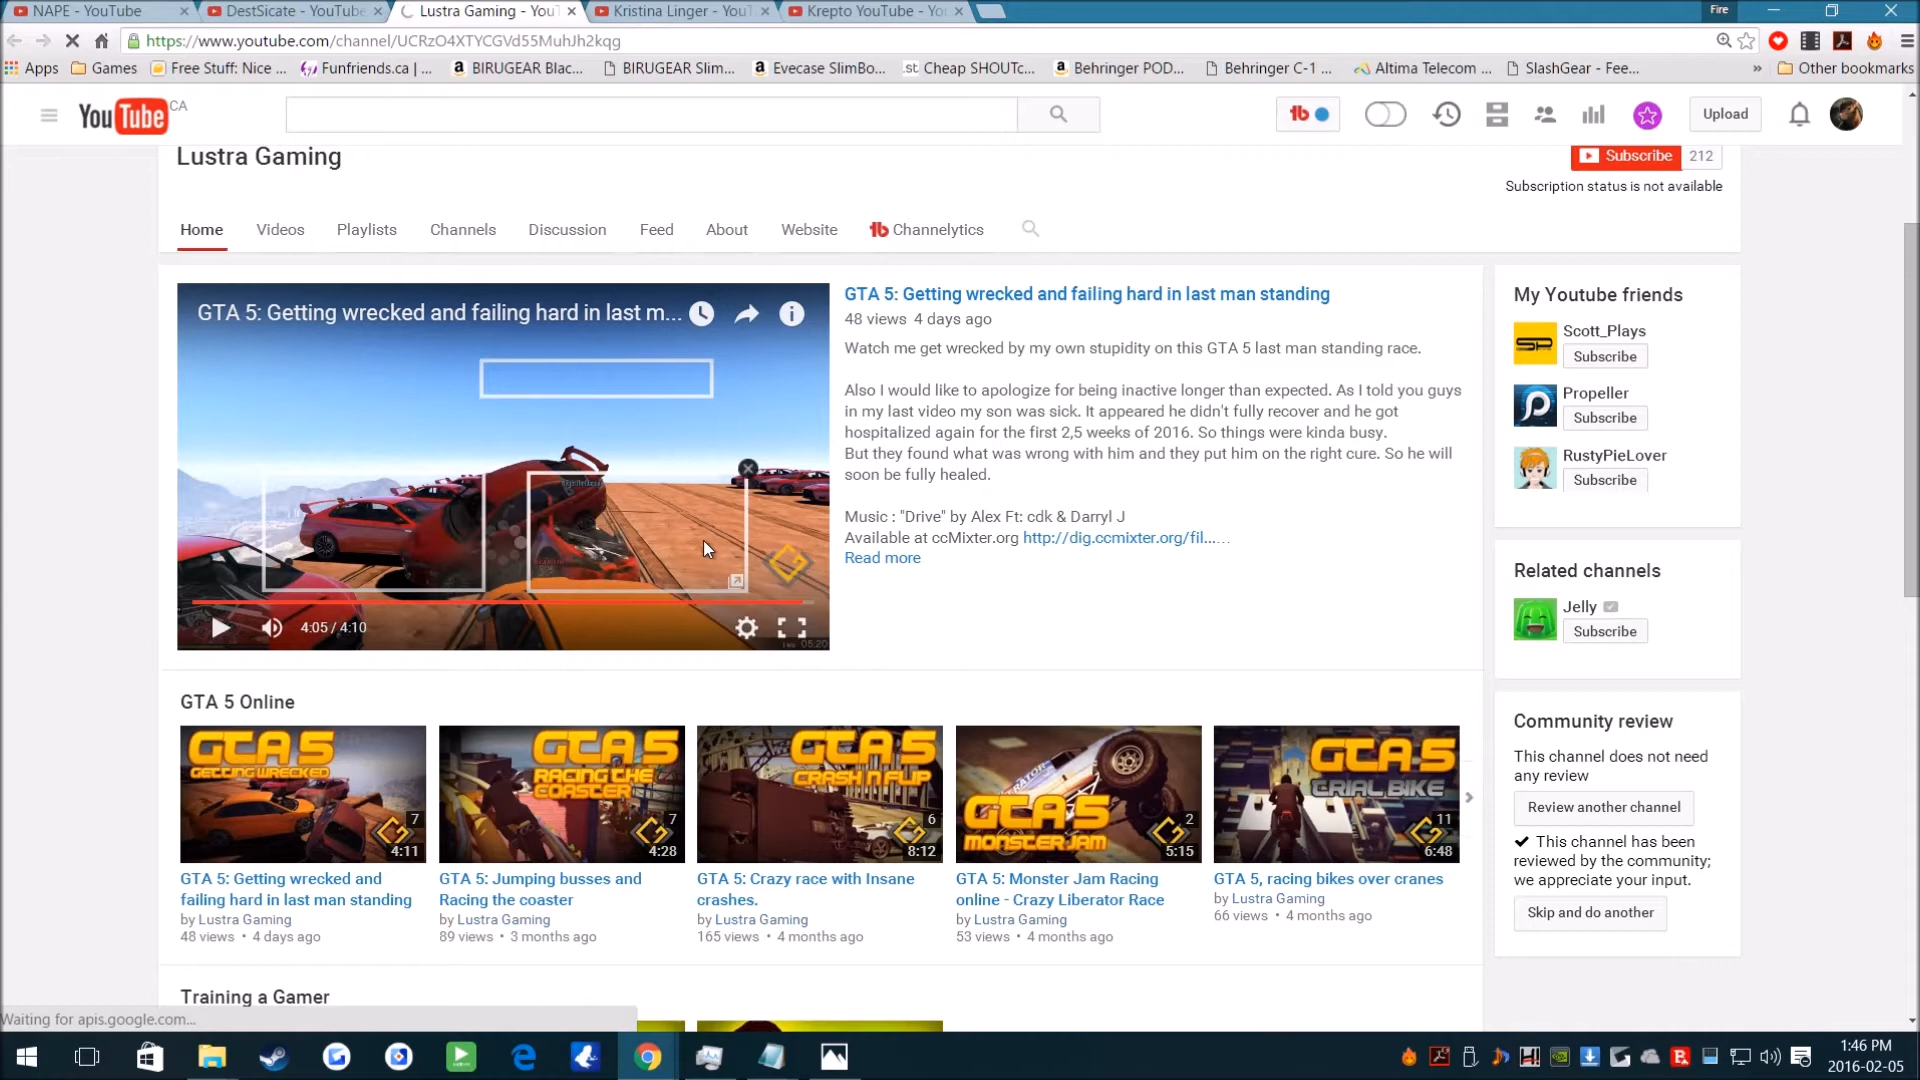 NAPE - YouTube
DestSicate - YouTube
Lustra Gaming - YouT
Kristina Linger - YouT
Krepto YouTube - Yo
Fire
https://www.youtube.com/channel/UCRzO4XTYCGVd55MuhJh2kqg
Apps
Games
Free Stuff: Nice ...
Funfriends.ca | ...
BIRUGEAR Blac...
BIRUGEAR Slim...
Evecase SlimBo...
.st Cheap SHOUTc...
Behringer POD...
Behringer C-1 ...
Altima Telecom ...
SlashGear - Fee...
» Other bookmarks
YouTube CA
Upload
Lustra Gaming
Subscribe 212
Subscription status is not available
Home Videos Playlists Channels Discussion Feed About Website Channelytics
GTA 5: Getting wrecked and failing hard in last m...
4:05 / 4:10
GTA 5: Getting wrecked and failing hard in last man standing
48 views 4 days ago
Watch me get wrecked by my own stupidity on this GTA 5 last man standing race.
Also I would like to apologize for being inactive longer than expected. As I told you guys
in my last video my son was sick. It appeared he didn't fully recover and he got
hospitalized again for the first 2,5 weeks of 2016. So things were kinda busy.
But they found what was wrong with him and they put him on the right cure. So he will
soon be fully healed.
Music : "Drive" by Alex Ft: cdk & Darryl J
Available at ccMixter.org http://dig.ccmixter.org/fil......
Read more
My Youtube friends
Scott_Plays
Subscribe
Propeller
Subscribe
RustyPieLover
Subscribe
Related channels
Jelly
Subscribe
Community review
This channel does not need
any review
Review another channel
This channel has been
reviewed by the community;
we appreciate your input.
Skip and do another
GTA 5 Online
GTA 5
GETTING WRECKED
7
4:11
GTA 5
RACING THE
COASTER
7
4:28
GTA 5
CRASH N FLIP
6
8:12
GTA 5
MONSTER JAM
2
5:15
GTA 5
TRIAL BIKE
11
6:48
GTA 5: Getting wrecked and
failing hard in last man standing
by Lustra Gaming
48 views • 4 days ago
GTA 5: Jumping busses and
Racing the coaster
by Lustra Gaming
89 views • 3 months ago
GTA 5: Crazy race with Insane
crashes.
by Lustra Gaming
165 views • 4 months ago
GTA 5: Monster Jam Racing
online - Crazy Liberator Race
by Lustra Gaming
53 views • 4 months ago
GTA 5, racing bikes over cranes
by Lustra Gaming
66 views • 4 months ago
Training a Gamer
Waiting for apis.google.com...
1:46 PM
2016-02-05